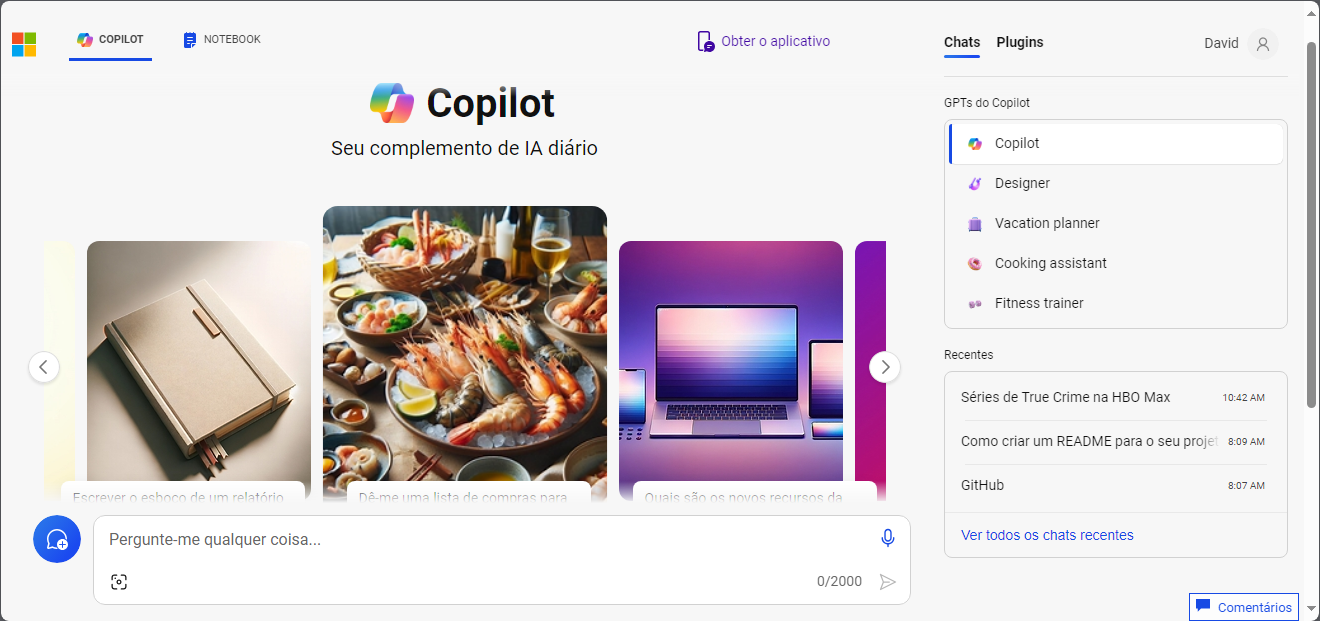 COPILOT
NOTEBOOK
Obter o aplicativo
Chats
Plugins
David
Copilot
Seu complemento de IA diário
Escrever o esboço de um relatório
Dê-me uma lista de compras para
Quais são os novos recursos da
Pergunte-me qualquer coisa...
0/2000
GPTs do Copilot
Copilot
Designer
Vacation planner
Cooking assistant
Fitness trainer
Recentes
Séries de True Crime na HBO Max 10:42 AM
Como criar um README para o seu projet 8:09 AM
GitHub 8:07 AM
Ver todos os chats recentes
Comentários